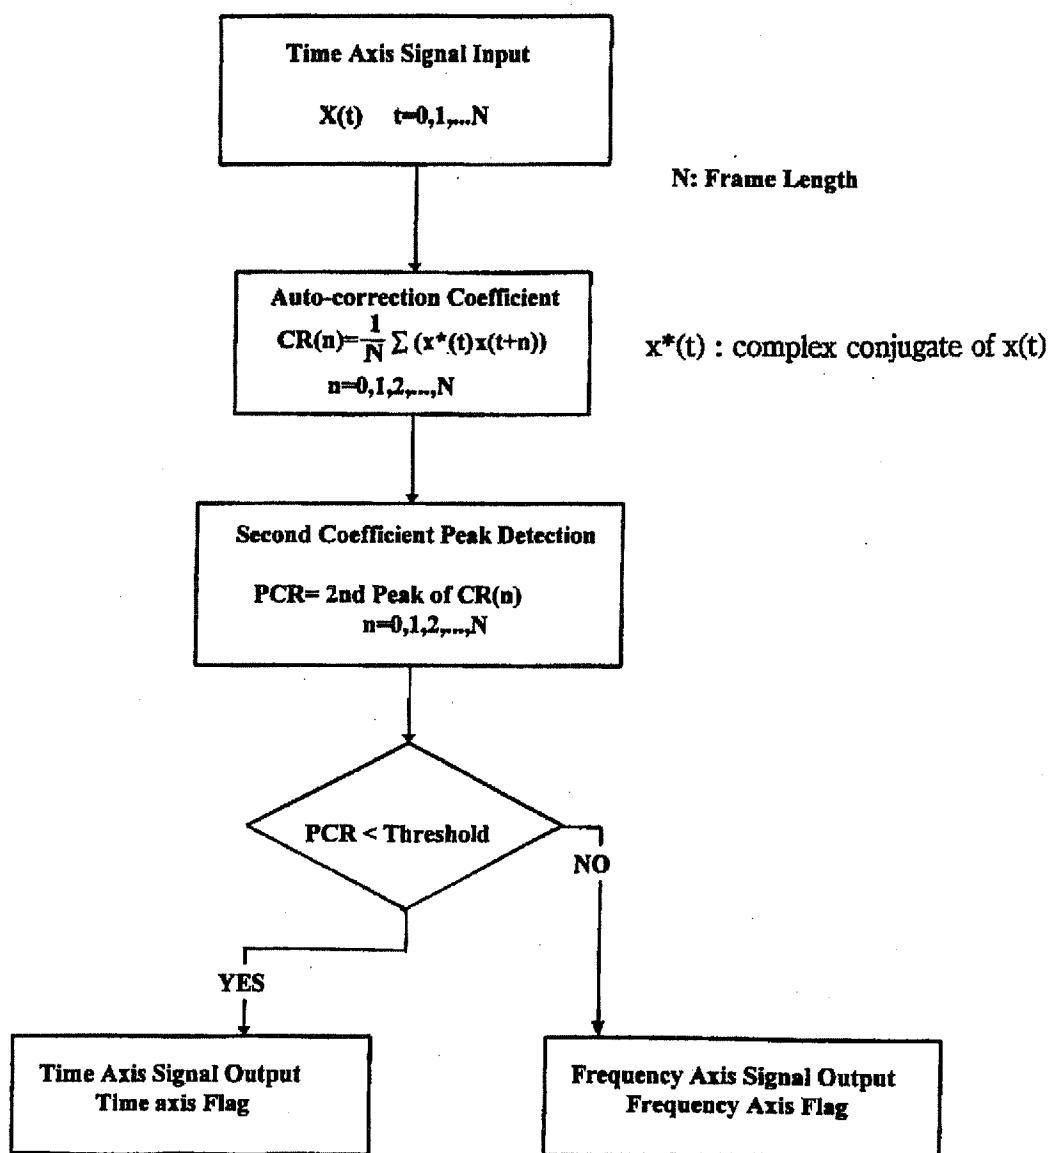 Time Axis Signal Input
X(t) t=0,1,...N
N: Frame Length
Auto-correction Coefficient
CR(n)=1/N ∑ (x*(t)x(t+n))
n=0,1,2,...,N
x*(t) : complex conjugate of x(t)
Second Coefficient Peak Detection
PCR= 2nd Peak of CR(n)
n=0,1,2,...,N
PCR < Threshold
NO
YES
Time Axis Signal Output
Time axis Flag
Frequency Axis Signal Output
Frequency Axis Flag